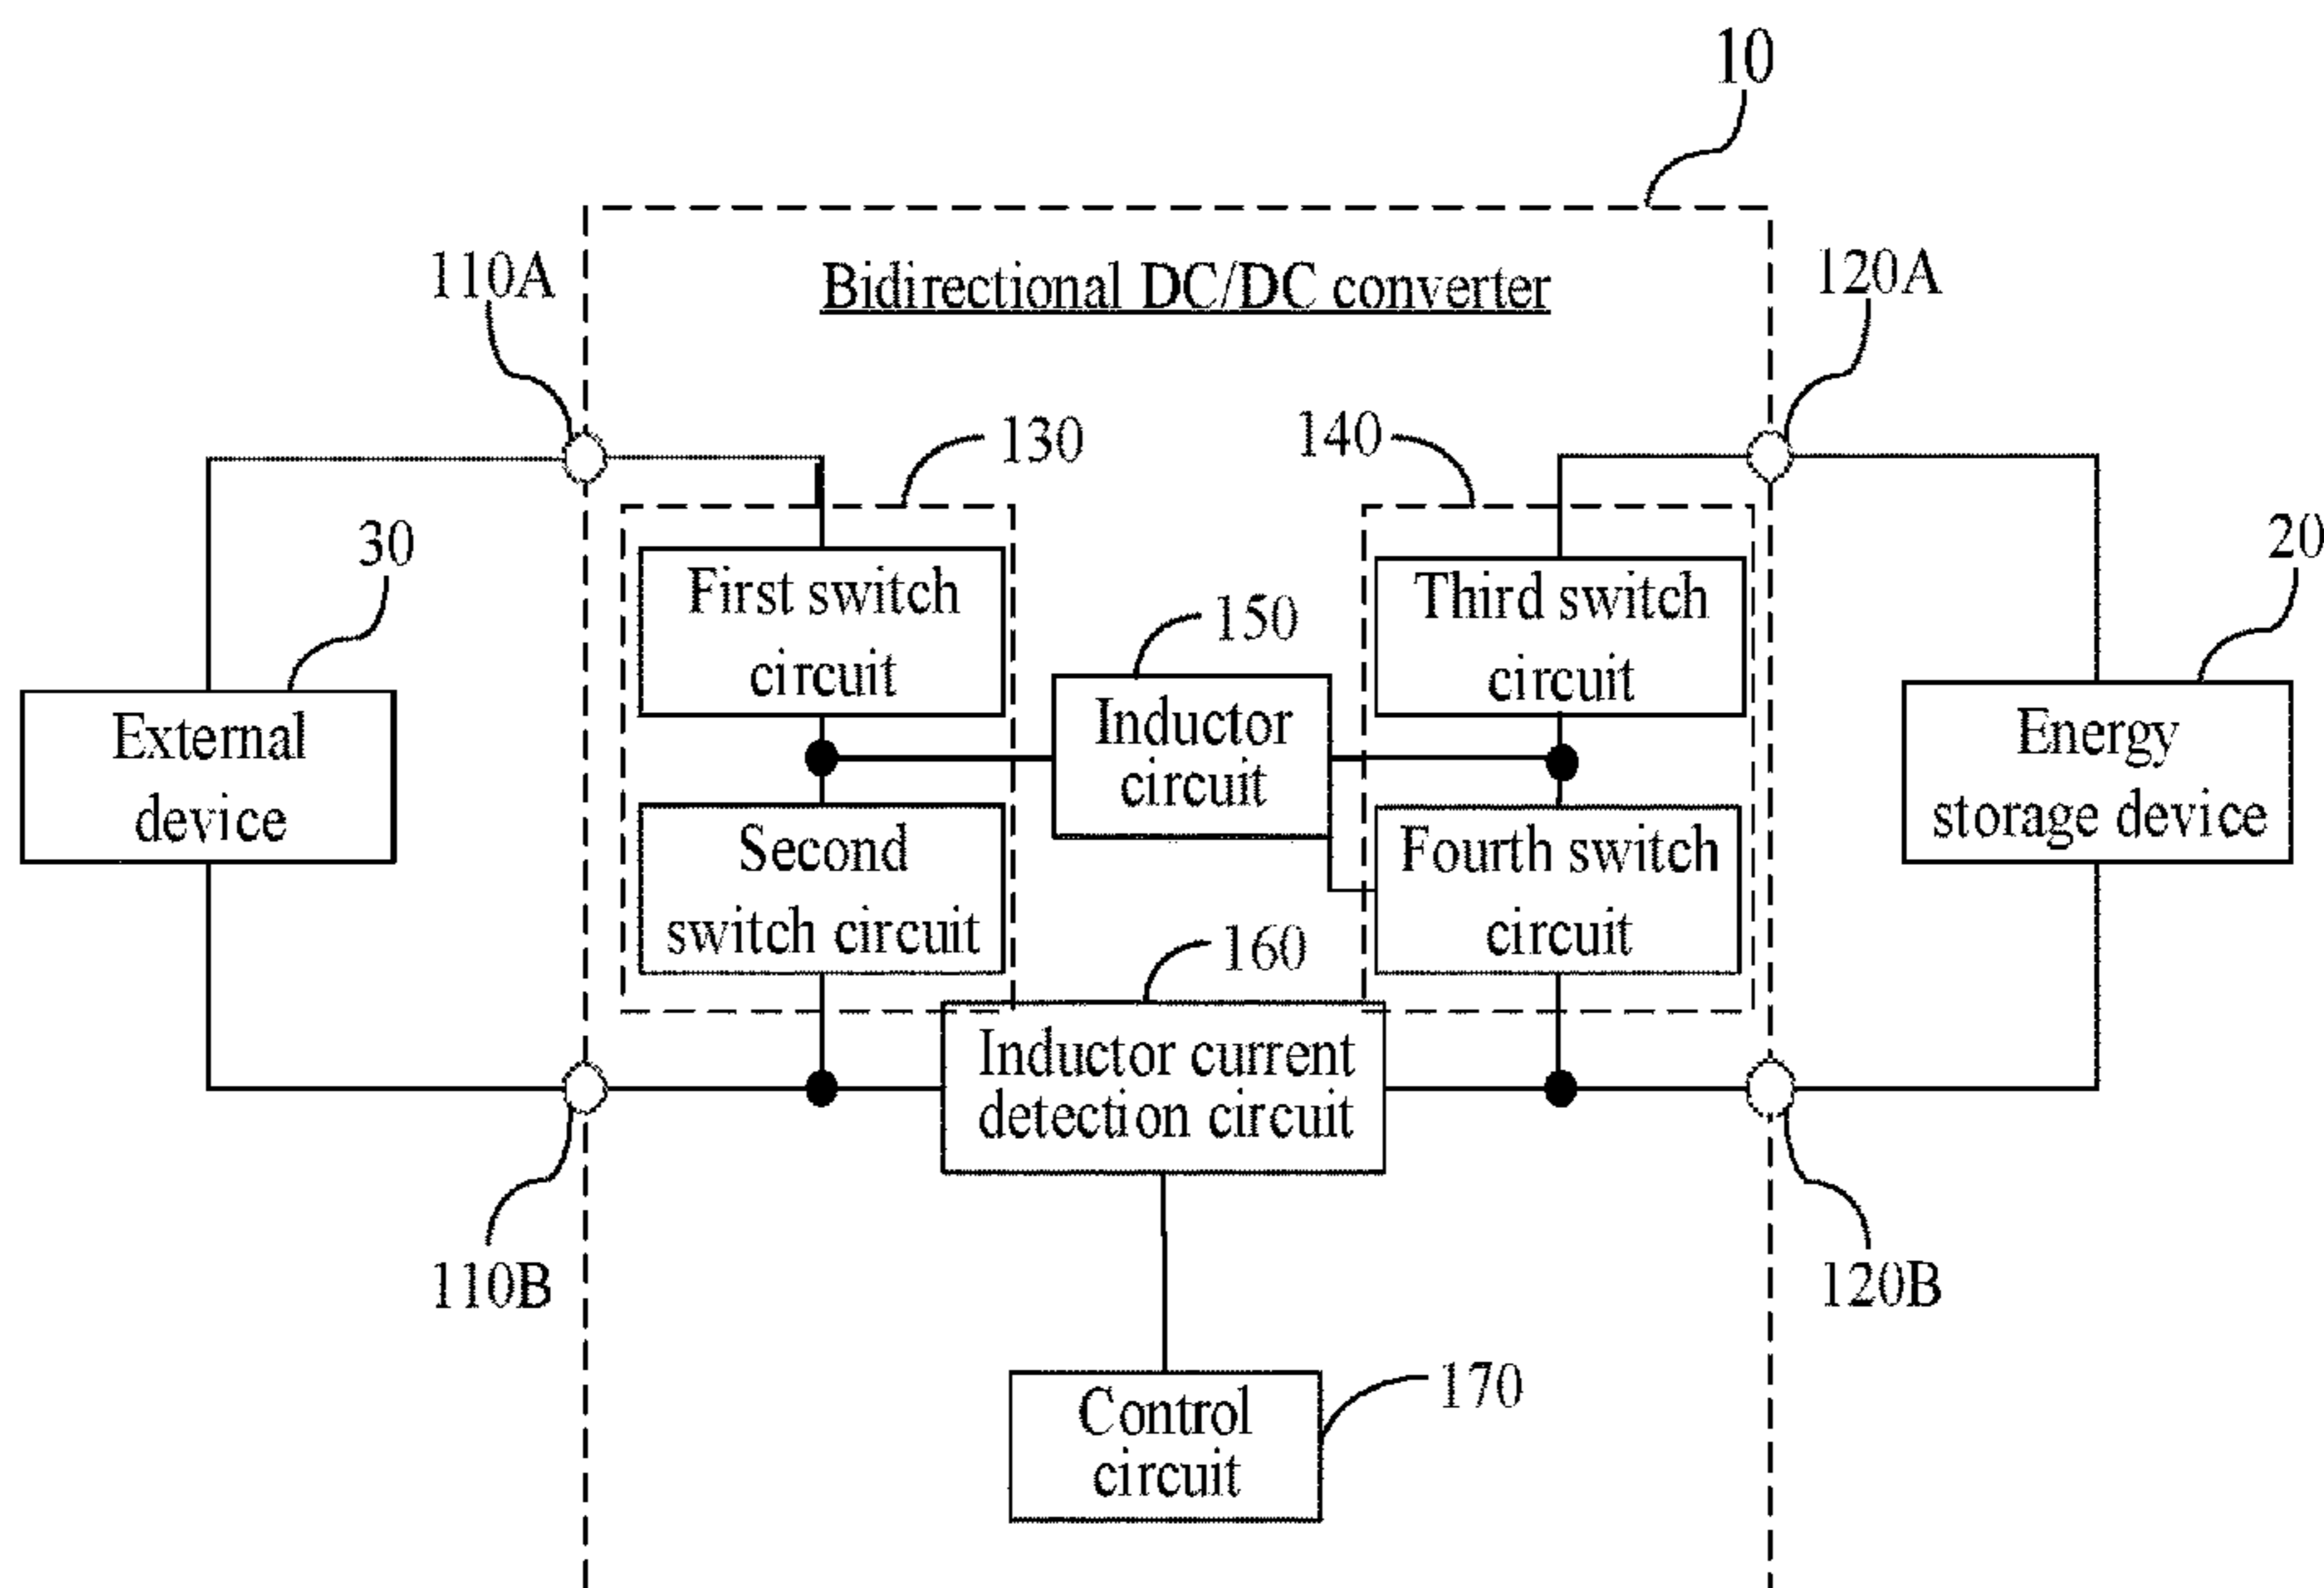 10
110A
Bidirectional DC/DC converter
120A
130
140
30
20
First switch
circuit
150
Third switch
circuit
External
device
Inductor
circuit
Energy
storage device
Second
switch circuit
Fourth switch
circuit
160
Inductor current
detection circuit
110B
120B
Control
circuit
170